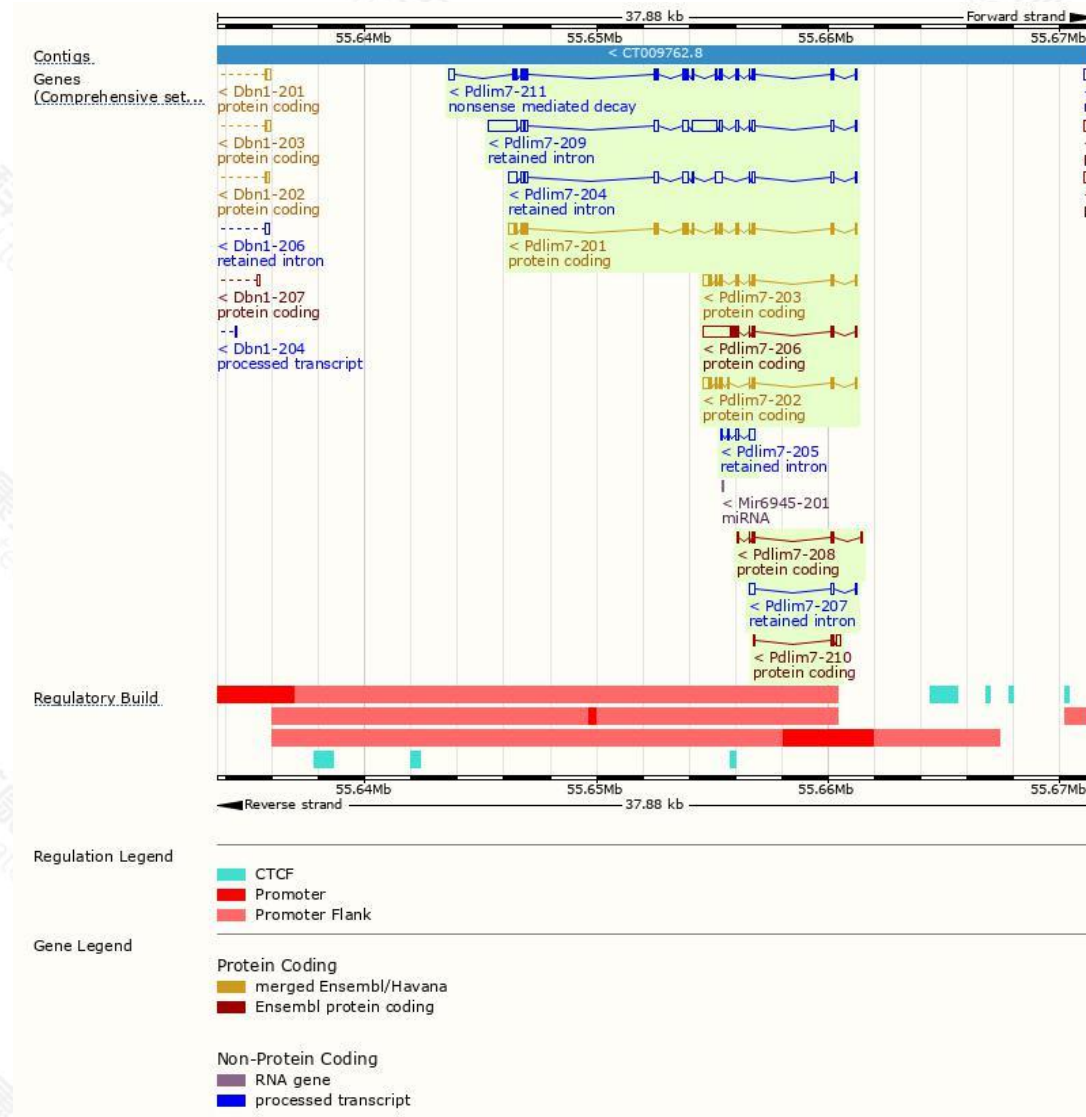 37.88 kb Forward strand
55.64Mb 55.65Mb 55.66Mb 55.67Mb
Contigs < CT009762.8
Genes
(Comprehensive set...
< Dbn1-201
protein coding
< Pdlim7-211
nonsense mediated decay
< Dbn1-203
protein coding
< Pdlim7-209
retained intron
< Dbn1-202
protein coding
< Pdlim7-204
retained intron
< Dbn1-206
retained intron
< Pdlim7-201
protein coding
< Dbn1-207
protein coding
< Pdlim7-203
protein coding
< Dbn1-204
processed transcript
< Pdlim7-206
protein coding
< Pdlim7-202
protein coding
< Pdlim7-205
retained intron
< Mir6945-201
miRNA
< Pdlim7-208
protein coding
< Pdlim7-207
retained intron
< Pdlim7-210
protein coding
Regulatory Build
55.64Mb 55.65Mb 55.66Mb 55.67Mb
Reverse strand 37.88 kb
Regulation Legend
CTCF
Promoter
Promoter Flank
Gene Legend
Protein Coding
merged Ensembl/Havana
Ensembl protein coding
Non-Protein Coding
RNA gene
processed transcript